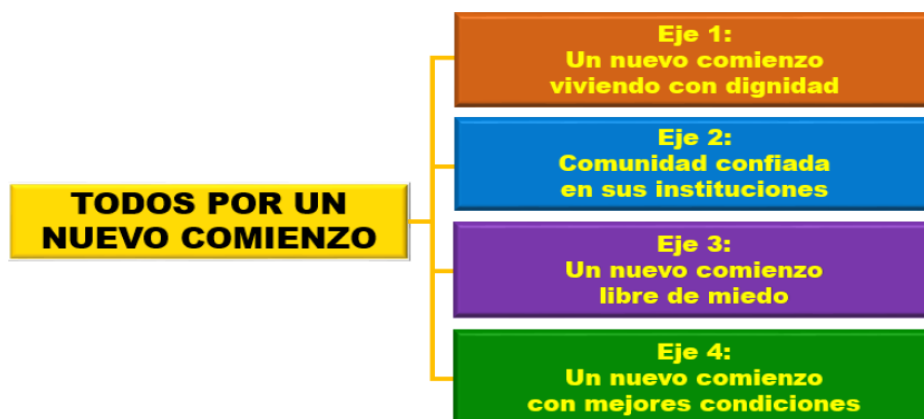 TODOS POR UN
NUEVO COMIENZO
Eje 1:
Un nuevo comienzo
viviendo con dignidad
Eje 2:
Comunidad confiada
en sus instituciones
Eje 3:
Un nuevo comienzo
libre de miedo
Eje 4:
Un nuevo comienzo
con mejores condiciones